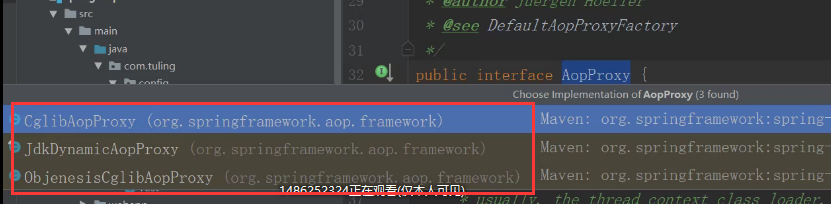 src
main
java
com.tuling
config
29
* @author Juergen Hoeller
30
* @see DefaultAopProxyFactory
31
*/
32
public interface AopProxy {
Choose Implementation of AopProxy (3 found)
CglibAopProxy (org.springframework.aop.framework) Maven: org.springframework:spring-
JdkDynamicAopProxy (org.springframework.aop.framework) Maven: org.springframework:spring-
ObjenesisCglibAopProxy (org.springframework.aop.framework) Maven: org.springframework:spring-
1486252324正在观看(仅本人可见)
* usually, the thread context class loader.